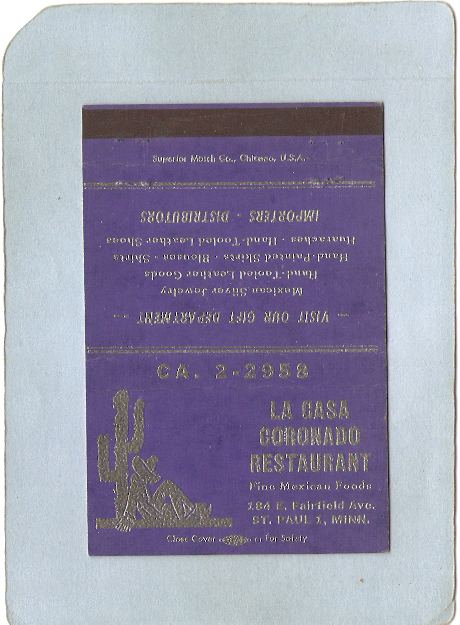 Superior Match Co., Chicago, U.S.A.
— VISIT OUR GIFT DEPARTMENT —
Mexican Silver Jewelry
Hand-Tooled Leather Goods
Hand-Painted Skirts - Blouses - Shirts
Huaraches - Hand-Tooled Leather Shoes
IMPORTERS - DISTRIBUTORS
CA. 2-2958
LA CASA
CORONADO
RESTAURANT
Fine Mexican Foods
184 E. Fairfield Ave.
ST. PAUL 1, MINN.
Close Cover For Safety